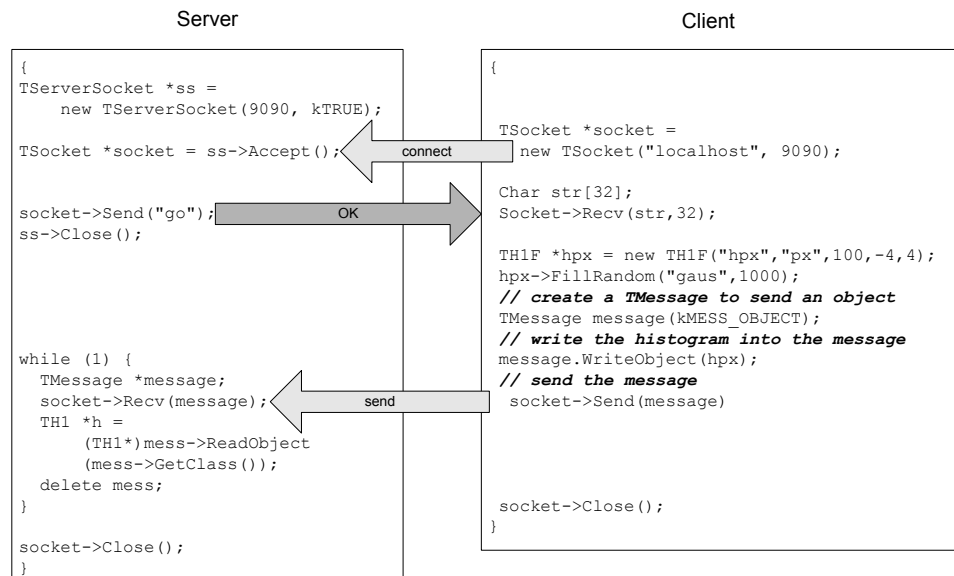 Server
{
TServerSocket *ss =
new TServerSocket(9090, kTRUE);
TSocket *socket = ss->Accept();
socket->Send("go");
ss->Close();
while (1) {
TMessage *message;
socket->Recv(message);
TH1 *h =
(TH1*)mess->ReadObject
(mess->GetClass());
delete mess;
}
socket->Close();
}
connect
OK
send
Client
{
TSocket *socket =
new TSocket("localhost", 9090);
Char str[32];
Socket->Recv(str,32);
TH1F *hpx = new TH1F("hpx","px",100,-4,4);
hpx->FillRandom("gaus",1000);
// create a TMessage to send an object
TMessage message(kMESS_OBJECT);
// write the histogram into the message
message.WriteObject(hpx);
// send the message
socket->Send(message)
socket->Close();
}